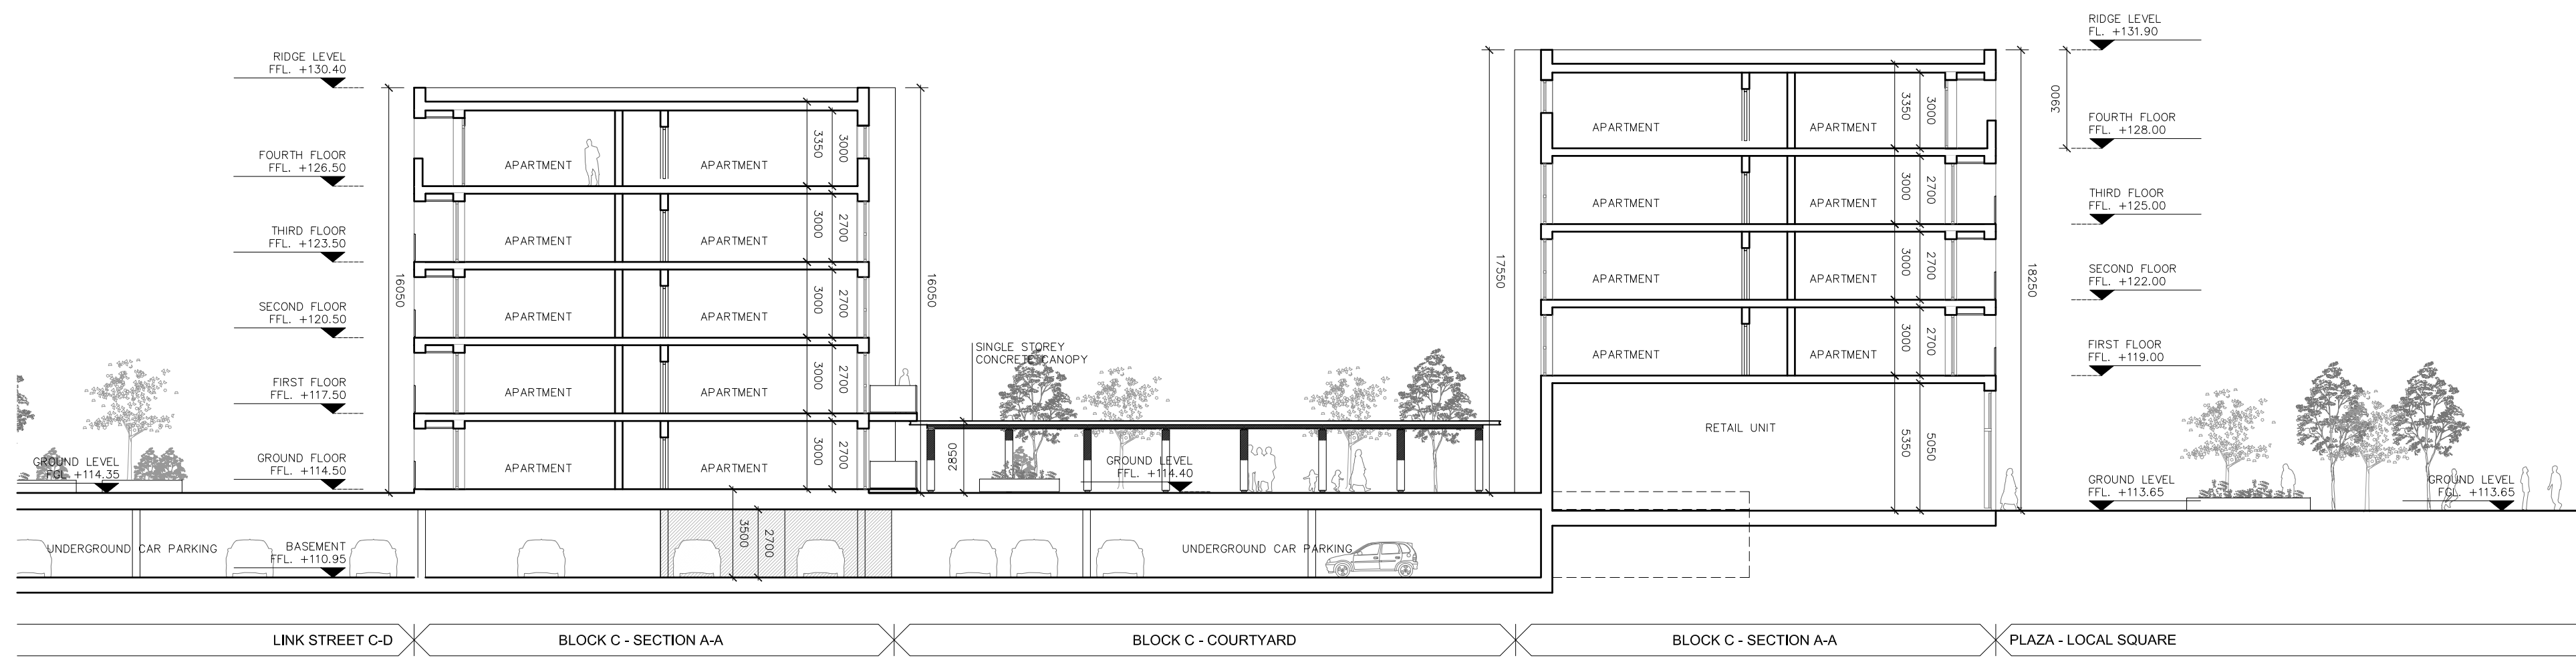 RIDGE LEVEL
FFL. +130.40
FOURTH FLOOR
FFL. +126.50
THIRD FLOOR
FFL. +123.50
SECOND FLOOR
FFL. +120.50
FIRST FLOOR
FFL. +117.50
GROUND FLOOR
FFL. +114.50
GROUND LEVEL
FGL. +114.35
BASEMENT
FFL. +110.95
UNDERGROUND CAR PARKING
16050
APARTMENT
APARTMENT
3350
3000
APARTMENT
APARTMENT
3000
2700
APARTMENT
APARTMENT
3000
2700
APARTMENT
APARTMENT
3000
2700
APARTMENT
APARTMENT
3000
2700
3500
2700
16050
SINGLE STOREY
CONCRETE CANOPY
2850
GROUND LEVEL
FFL. +114.40
UNDERGROUND CAR PARKING
17550
APARTMENT
APARTMENT
3350
3000
APARTMENT
APARTMENT
3000
2700
APARTMENT
APARTMENT
3000
2700
APARTMENT
APARTMENT
3000
2700
RETAIL UNIT
5350
5050
18250
3900
RIDGE LEVEL
FL. +131.90
FOURTH FLOOR
FFL. +128.00
THIRD FLOOR
FFL. +125.00
SECOND FLOOR
FFL. +122.00
FIRST FLOOR
FFL. +119.00
GROUND LEVEL
FFL. +113.65
GROUND LEVEL
FGL. +113.65
LINK STREET C-D
BLOCK C - SECTION A-A
BLOCK C - COURTYARD
BLOCK C - SECTION A-A
PLAZA - LOCAL SQUARE